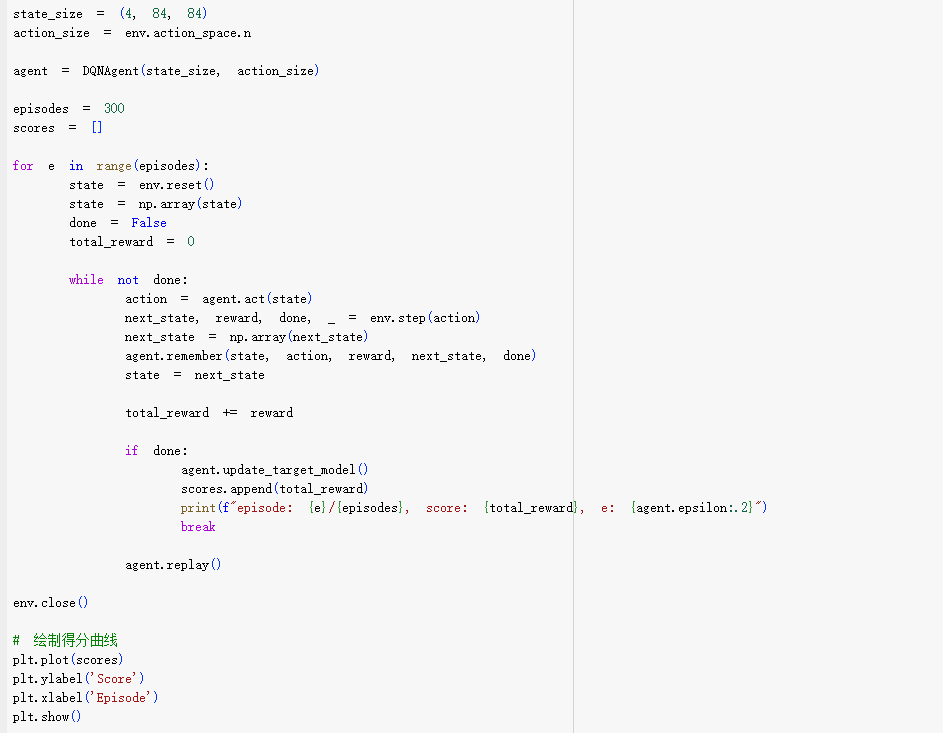 state_size = (4, 84, 84)
action_size = env.action_space.n
agent = DQNAgent(state_size, action_size)
episodes = 300
scores = []
for e in range(episodes):
state = env.reset()
state = np.array(state)
done = False
total_reward = 0
while not done:
action = agent.act(state)
next_state, reward, done, _ = env.step(action)
next_state = np.array(next_state)
agent.remember(state, action, reward, next_state, done)
state = next_state
total_reward += reward
if done:
agent.update_target_model()
scores.append(total_reward)
print(f"episode: {e}/{episodes}, score: {total_reward}, e: {agent.epsilon:.2}")
break
agent.replay()
env.close()
# 绘制得分曲线
plt.plot(scores)
plt.ylabel('Score')
plt.xlabel('Episode')
plt.show()